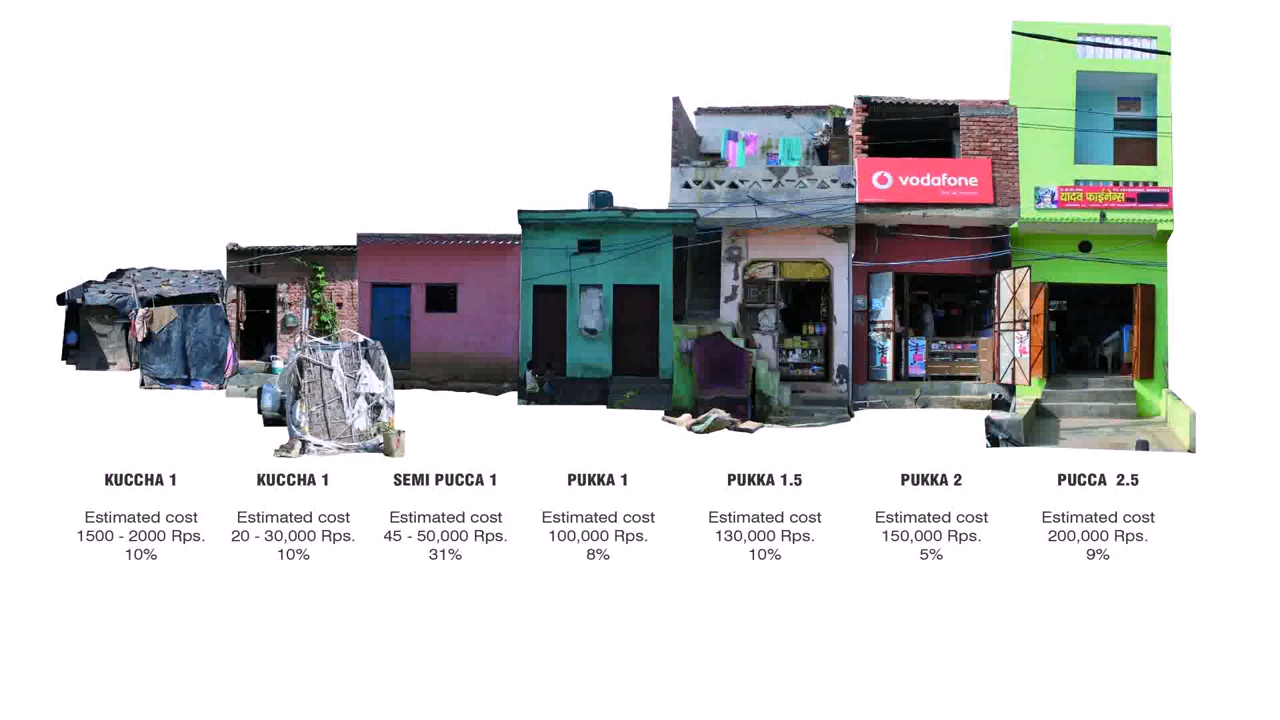 vodafone
यादव फाईनेन्स
KUCCHA 1
Estimated cost
1500 - 2000 Rps.
10%
KUCCHA 1
Estimated cost
20 - 30,000 Rps.
10%
SEMI PUCCA 1
Estimated cost
45 - 50,000 Rps.
31%
PUKKA 1
Estimated cost
100,000 Rps.
8%
PUKKA 1.5
Estimated cost
130,000 Rps.
10%
PUKKA 2
Estimated cost
150,000 Rps.
5%
PUCCA 2.5
Estimated cost
200,000 Rps.
9%